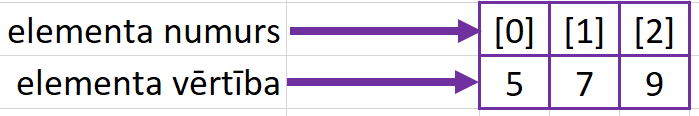 elementa numurs [0] [1] [2]
elementa vērtība 5 7 9